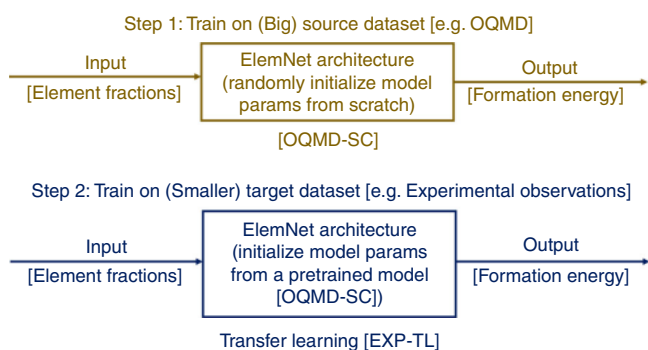 Step 1: Train on (Big) source dataset [e.g. OQMD]
Input
[Element fractions]
ElemNet architecture
(randomly initialize model
params from scratch)
Output
[Formation energy]
[OQMD-SC]
Step 2: Train on (Smaller) target dataset [e.g. Experimental observations]
Input
[Element fractions]
ElemNet architecture
(initialize model params
from a pretrained model
[OQMD-SC])
Output
[Formation energy]
Transfer learning [EXP-TL]